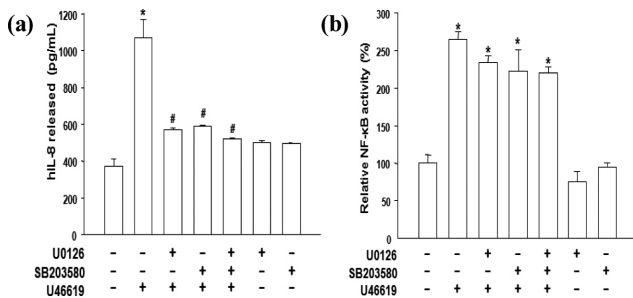 (a)
hIL-8 released (pg/mL)
1200
1000
800
600
400
200
0
*
#
#
#
U0126 – – + – + + –
SB203580 – – – + + – +
U46619 – + + + + – –
(b)
Relative NF-κB activity (%)
300
250
200
150
100
50
0
*
*
*
*
U0126 – – + – + + –
SB203580 – – – + + – +
U46619 – + + + + – –